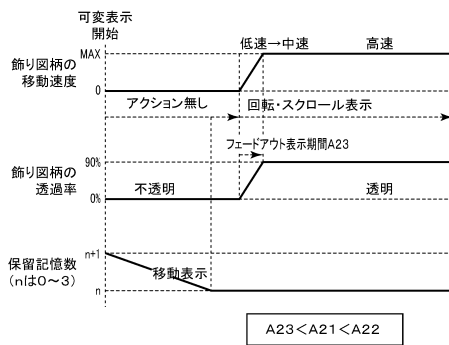 可変表示
開始
飾り図柄の
移動速度
MAX
0
低速→中速
高速
アクション無し
回転・スクロール表示
フェードアウト表示期間A23
飾り図柄の
透過率
90%
0%
不透明
透明
保留記憶数
(nは0~3)
n+1
n
移動表示
A23<A21<A22